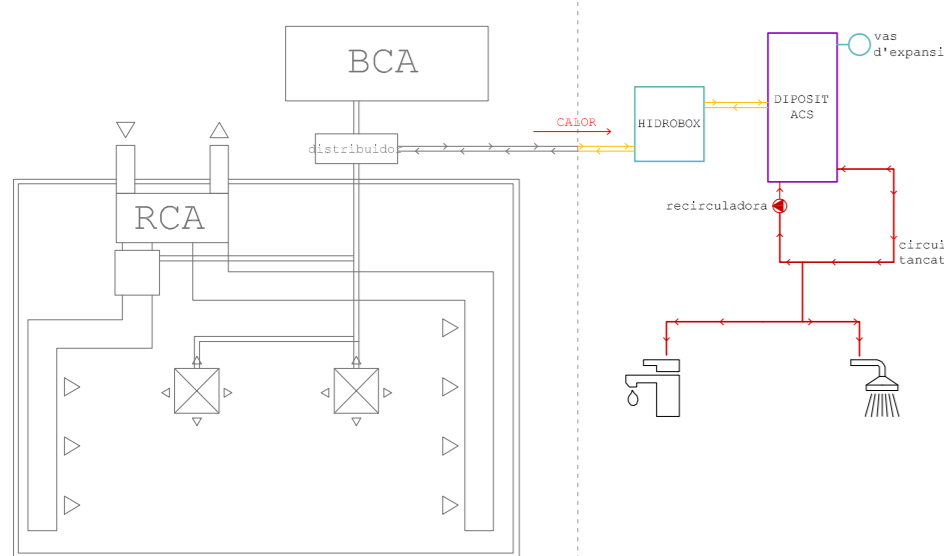 BCA
vas
d'expansi
DIPOSIT
ACS
CALOR
HIDROBOX
distribuidor
RCA
recirculadora
circui
tancat